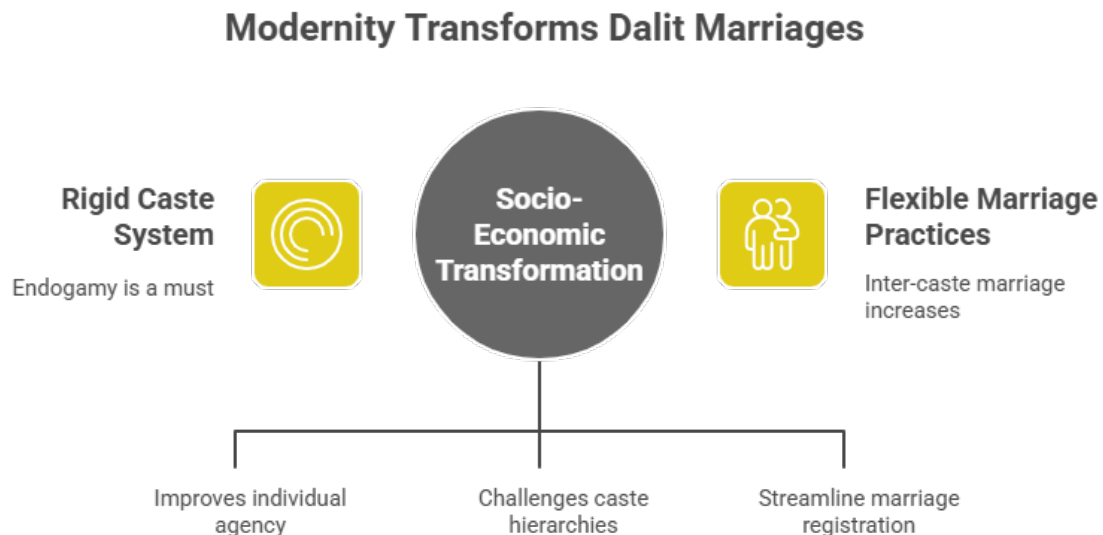 Modernity Transforms Dalit Marriages
Rigid Caste
System
Endogamy is a must
Socio-
Economic
Transformation
Flexible Marriage
Practices
Inter-caste marriage
increases
Improves individual
agency
Challenges caste
hierarchies
Streamline marriage
registration